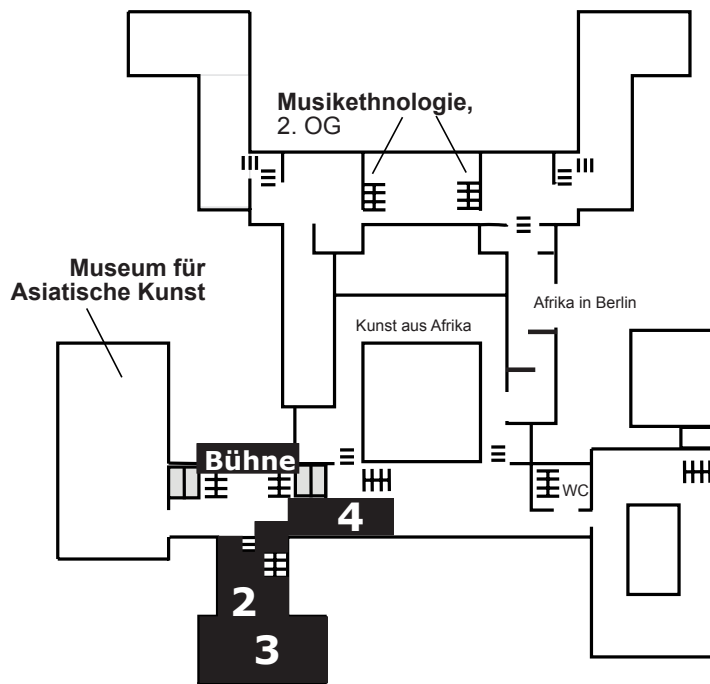 Musikethnologie,
2. OG
Museum für
Asiatische Kunst
Afrika in Berlin
Kunst aus Afrika
Bühne
WC
4
2
3